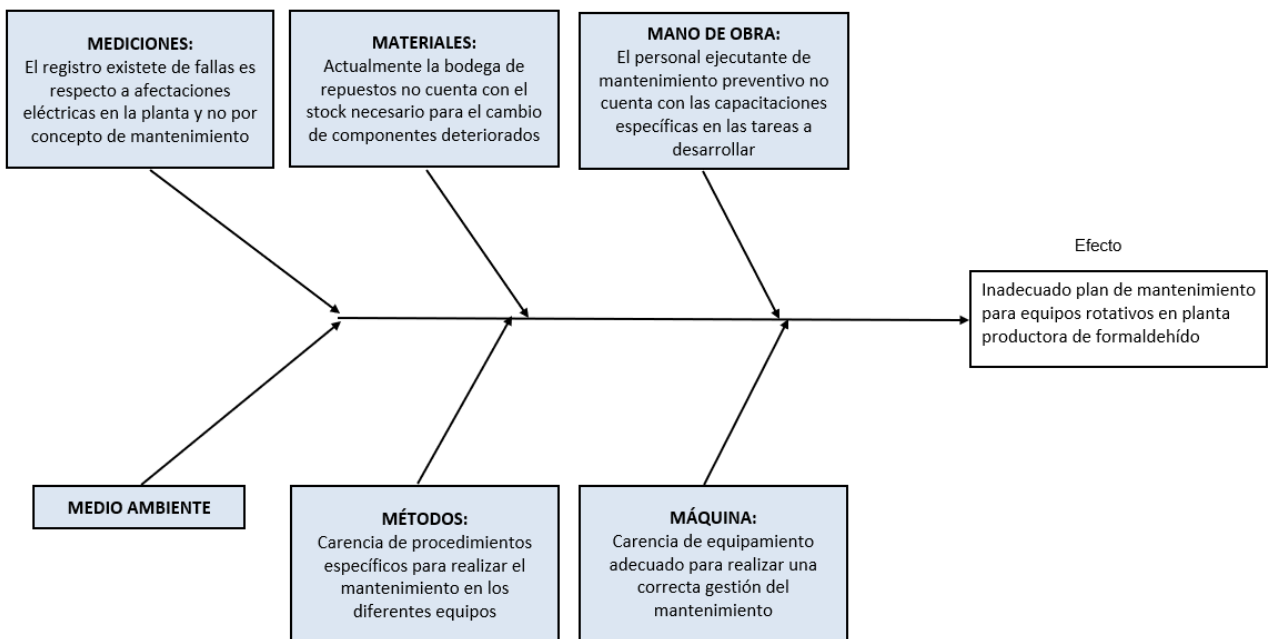 MEDICIONES:
El registro existete de fallas es
respecto a afectaciones
eléctricas en la planta y no por
concepto de mantenimiento
MATERIALES:
Actualmente la bodega de
repuestos no cuenta con el
stock necesario para el cambio
de componentes deteriorados
MANO DE OBRA:
El personal ejecutante de
mantenimiento preventivo no
cuenta con las capacitaciones
específicas en las tareas a
desarrollar
Efecto
Inadecuado plan de mantenimiento
para equipos rotativos en planta
productora de formaldehído
MEDIO AMBIENTE
MÉTODOS:
Carencia de procedimientos
específicos para realizar el
mantenimiento en los
diferentes equipos
MÁQUINA:
Carencia de equipamiento
adecuado para realizar una
correcta gestión del
mantenimiento